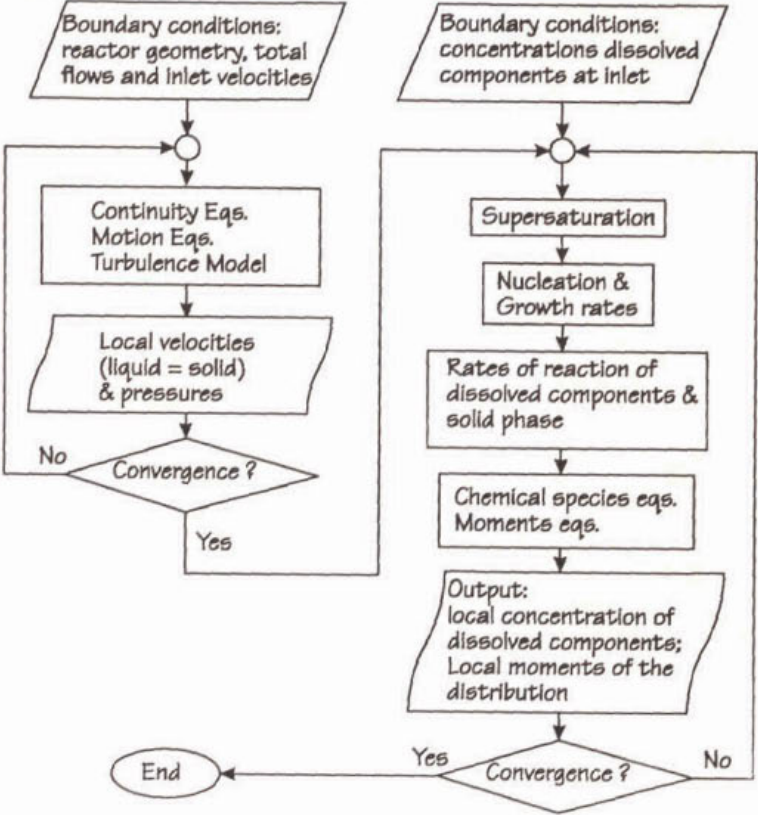 Boundary conditions:
reactor geometry, total
flows and inlet velocities
Continuity Eqs.
Motion Eqs.
Turbulence Model
Local velocities
(liquid = solid)
& pressures
No
Convergence ?
Yes
Boundary conditions:
concentrations dissolved
components at inlet
Supersaturation
Nucleation &
Growth rates
Rates of reaction of
dissolved components &
solid phase
Chemical species eqs.
Moments eqs.
Output:
local concentration of
dissolved components;
Local moments of the
distribution
Yes
Convergence ?
No
End